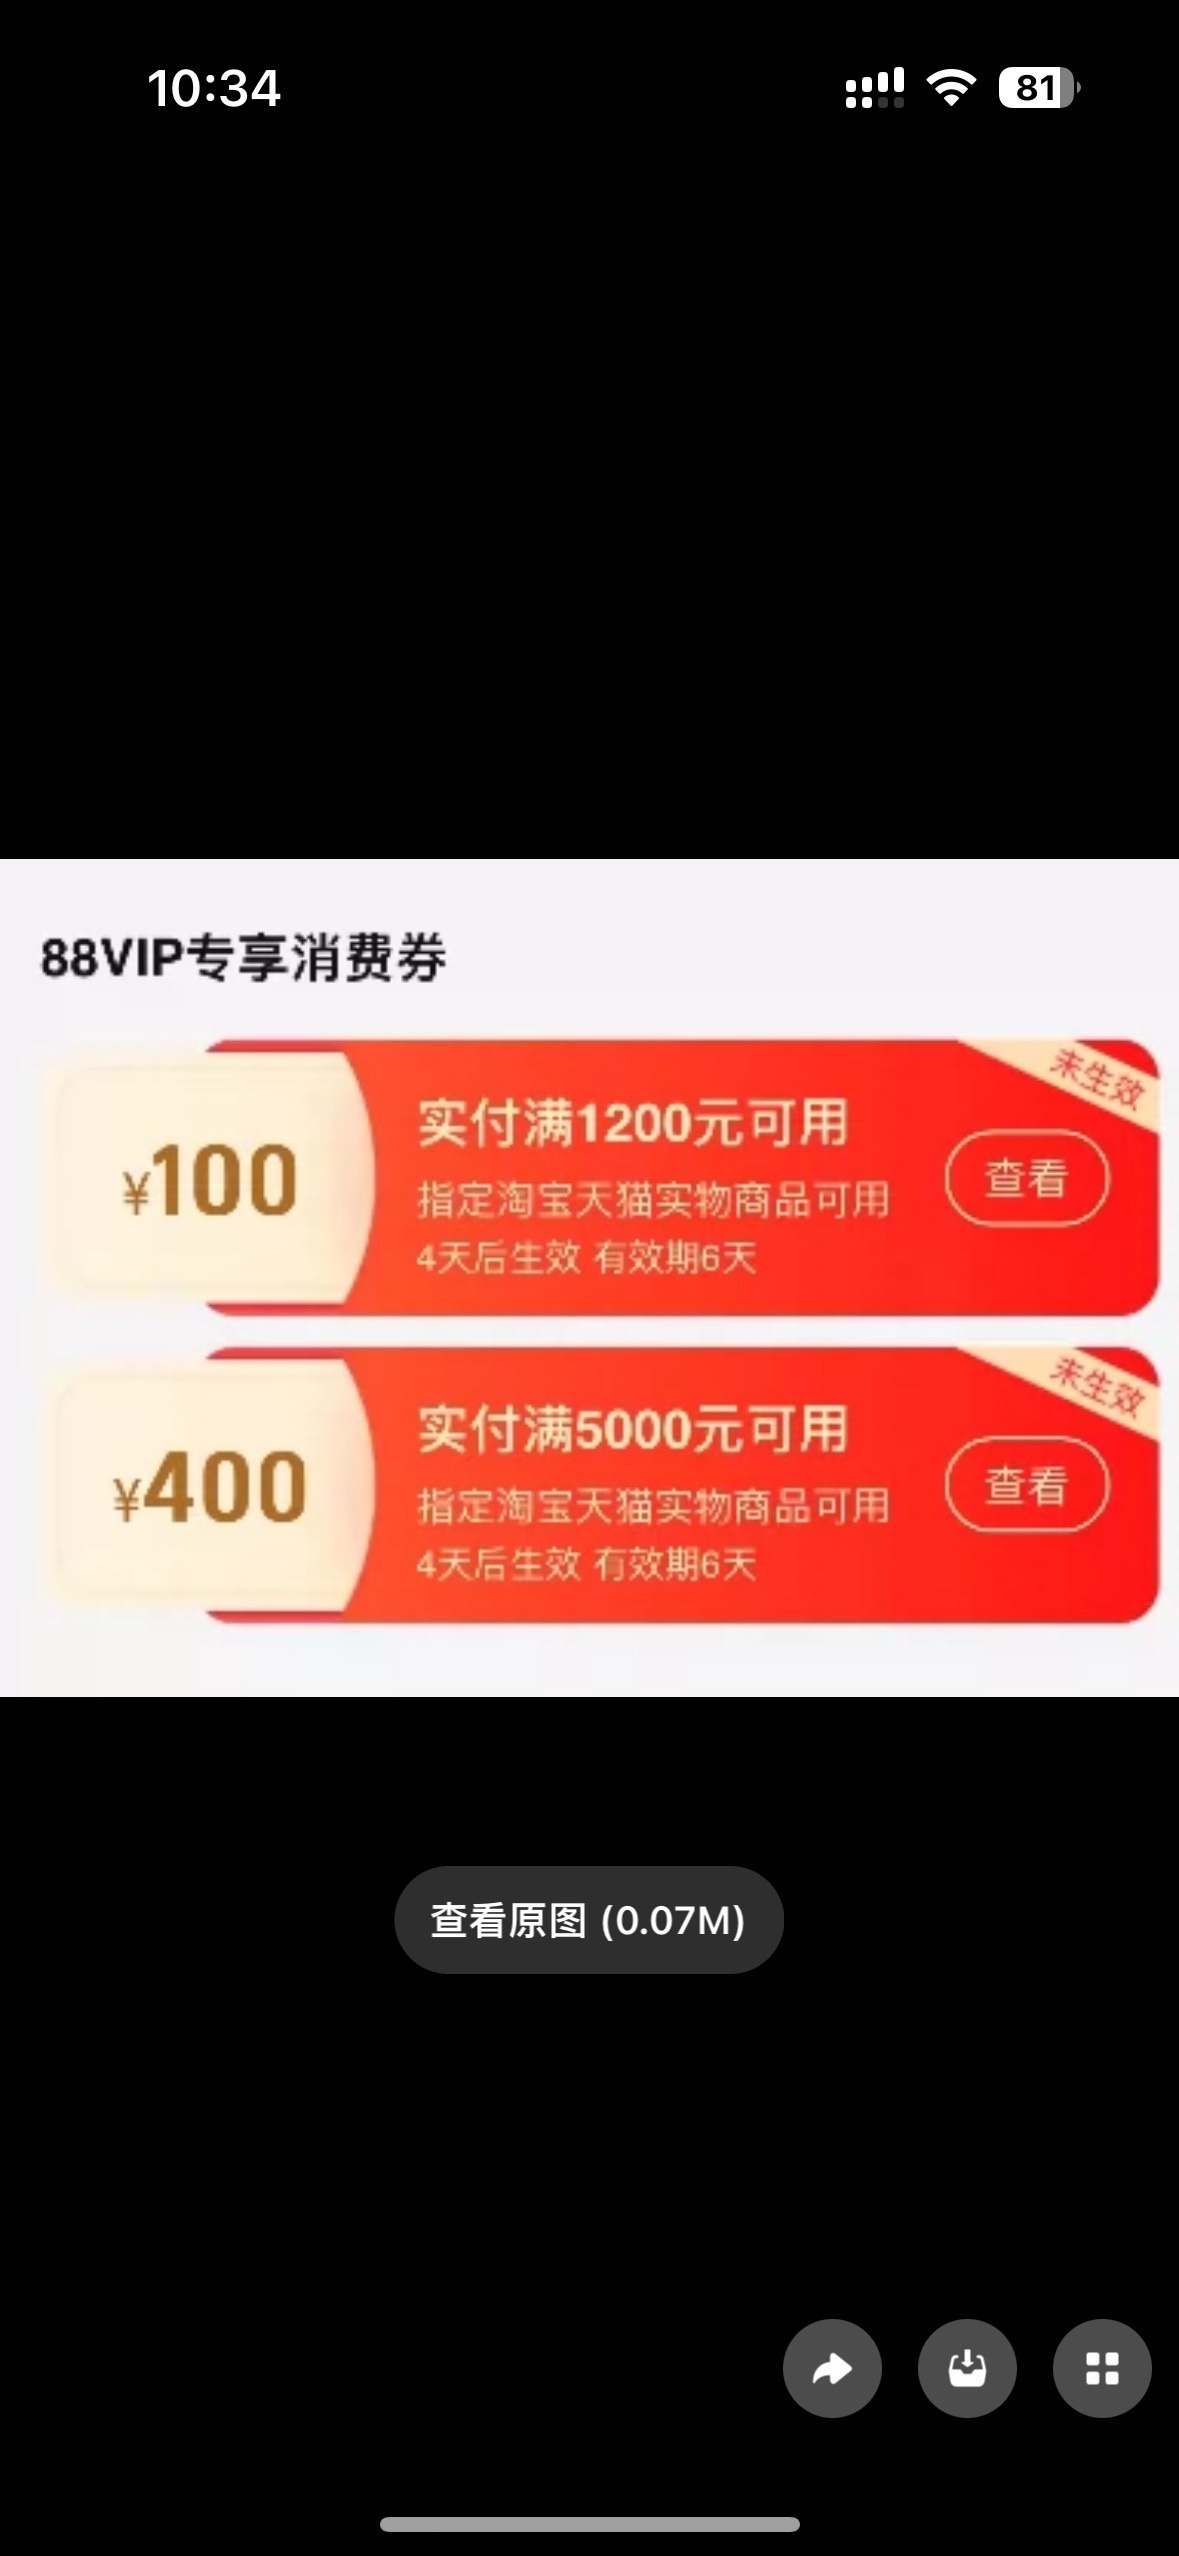 10:34
81
88VIP专享消费券
未生效
¥100
实付满1200元可用
指定淘宝天猫实物商品可用
4天后生效 有效期6天
查看
未生效
¥400
实付满5000元可用
指定淘宝天猫实物商品可用
4天后生效 有效期6天
查看
查看原图 (0.07M)